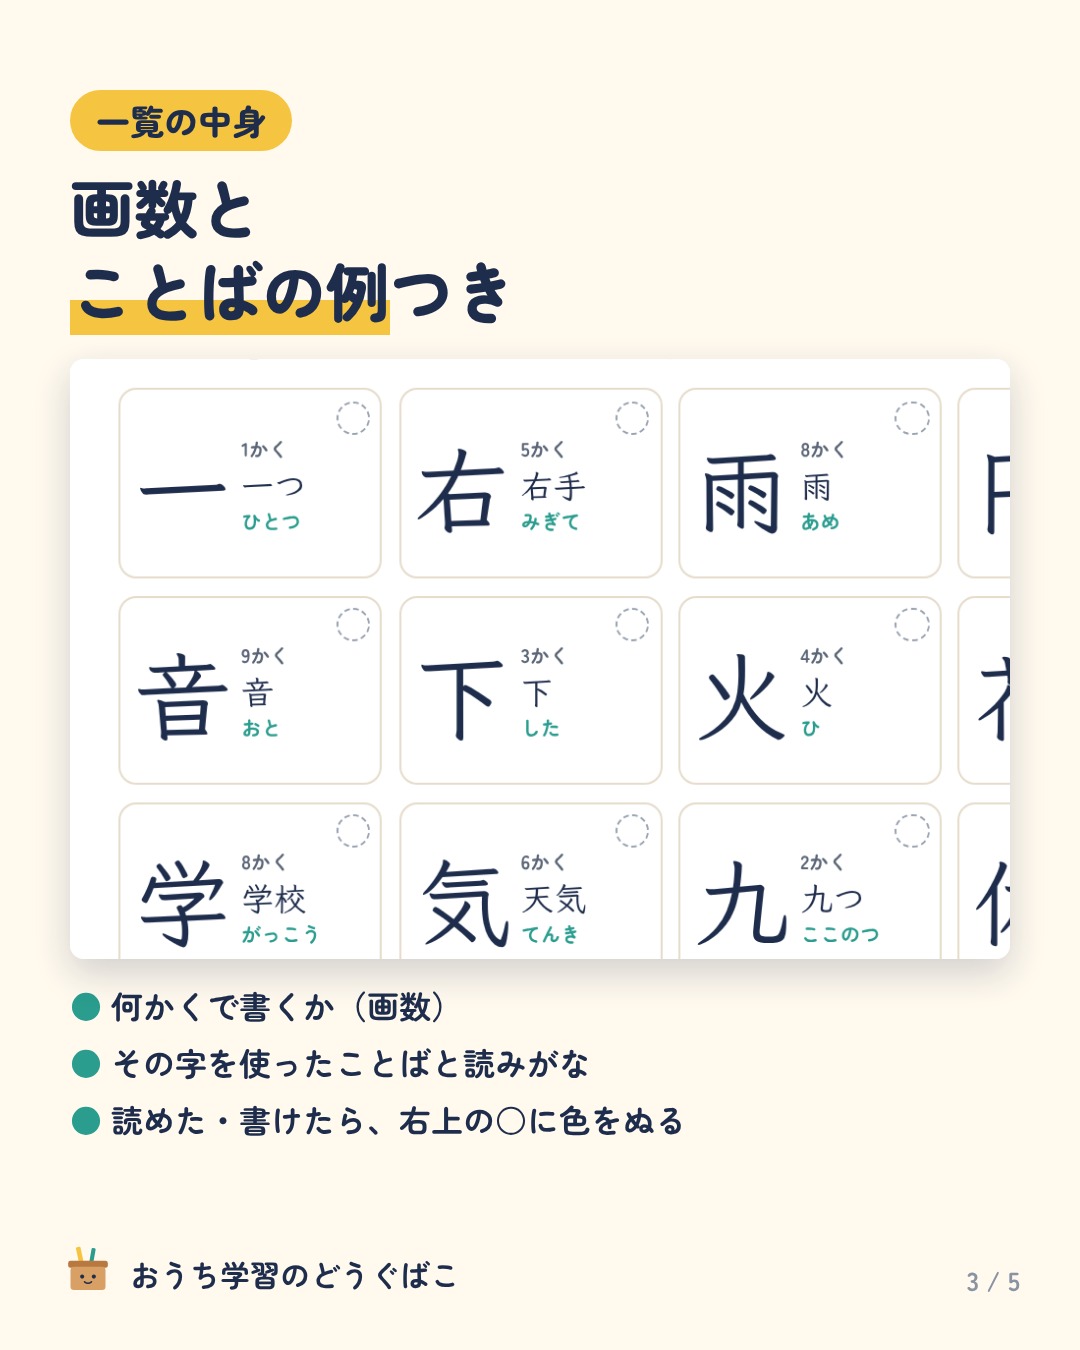 一覧の中身
画数と
ことばの例つき
一
1かく
一つ
ひとつ
右
5かく
右手
みぎて
雨
8かく
雨
あめ
音
9かく
音
おと
下
3かく
下
した
火
4かく
火
ひ
学
8かく
学校
がっこう
気
6かく
天気
てんき
九
2かく
九つ
ここのつ
何かくで書くか（画数）
その字を使ったことばと読みがな
読めた・書けたら、右上の○に色をぬる
おうち学習のどうぐばこ
3 / 5